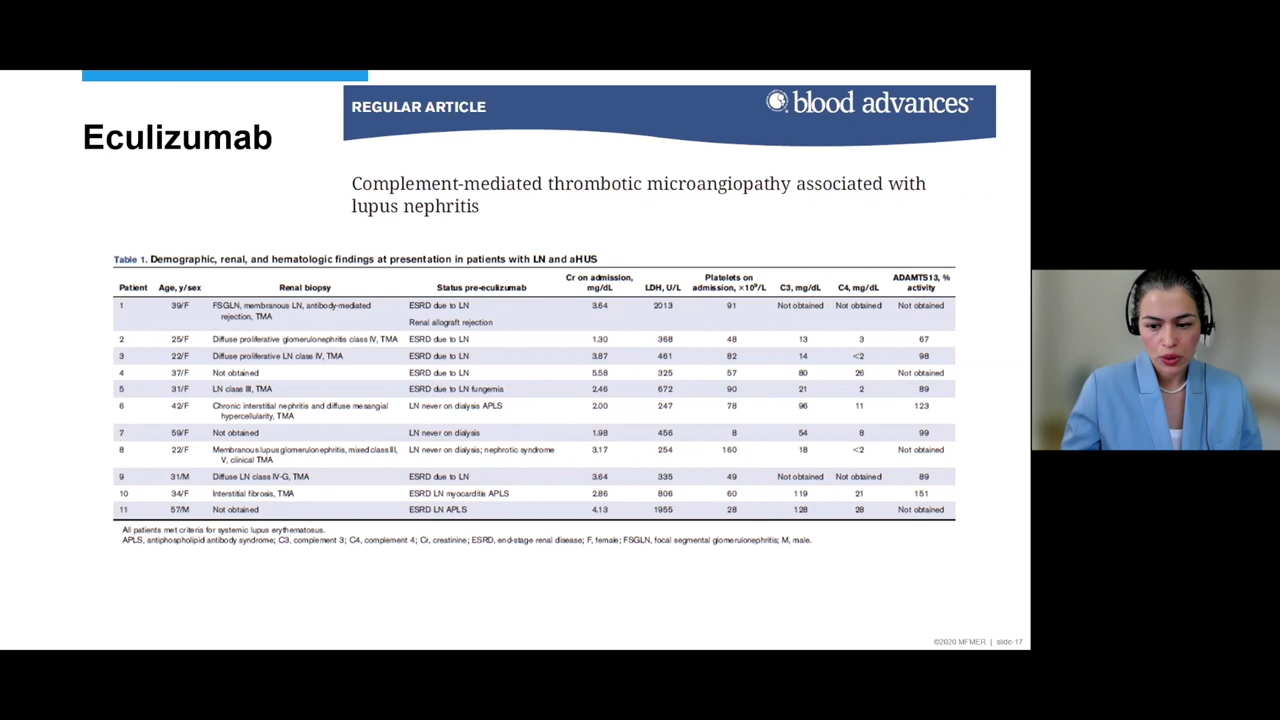 REGULAR ARTICLE
blood advances™
Eculizumab
Complement-mediated thrombotic microangiopathy associated with
lupus nephritis
Table 1. Demographic, renal, and hematologic findings at presentation in patients with LN and aHUS
Patient Age, y/sex Renal biopsy Status pre-eculizumab Cr on admission, mg/dL LDH, U/L Platelets on admission, ×10⁹/L C3, mg/dL C4, mg/dL ADAMTS13, % activity
1 39/F FSGLN, membranous LN, antibody-mediated rejection, TMA ESRD due to LN Renal allograft rejection 3.64 2013 91 Not obtained Not obtained Not obtained
2 25/F Diffuse proliferative glomerulonephritis class IV, TMA ESRD due to LN 1.30 368 48 13 3 67
3 22/F Diffuse proliferative LN class IV, TMA ESRD due to LN 3.87 461 82 14 <2 98
4 37/F Not obtained ESRD due to LN 5.58 325 57 80 26 Not obtained
5 31/F LN class III, TMA ESRD due to LN fungemia 2.46 672 90 21 2 89
6 42/F Chronic interstitial nephritis and diffuse mesangial hypercellularity, TMA LN never on dialysis APLS 2.00 247 78 96 11 123
7 59/F Not obtained LN never on dialysis 1.98 456 8 54 8 99
8 22/F Membranous lupus glomerulonephritis, mixed class III, V, clinical TMA LN never on dialysis; nephrotic syndrome 3.17 254 160 18 <2 Not obtained
9 31/M Diffuse LN class IV-G, TMA ESRD due to LN 3.64 335 49 Not obtained Not obtained 89
10 34/F Interstitial fibrosis, TMA ESRD LN myocarditis APLS 2.86 806 60 119 21 151
11 57/M Not obtained ESRD LN APLS 4.13 1955 28 128 28 Not obtained
All patients met criteria for systemic lupus erythematosus.
APLS, antiphospholipid antibody syndrome; C3, complement 3; C4, complement 4; Cr, creatinine; ESRD, end-stage renal disease; F, female; FSGLN, focal segmental glomerulonephritis; M, male.
©2020 MFMER | slide-17